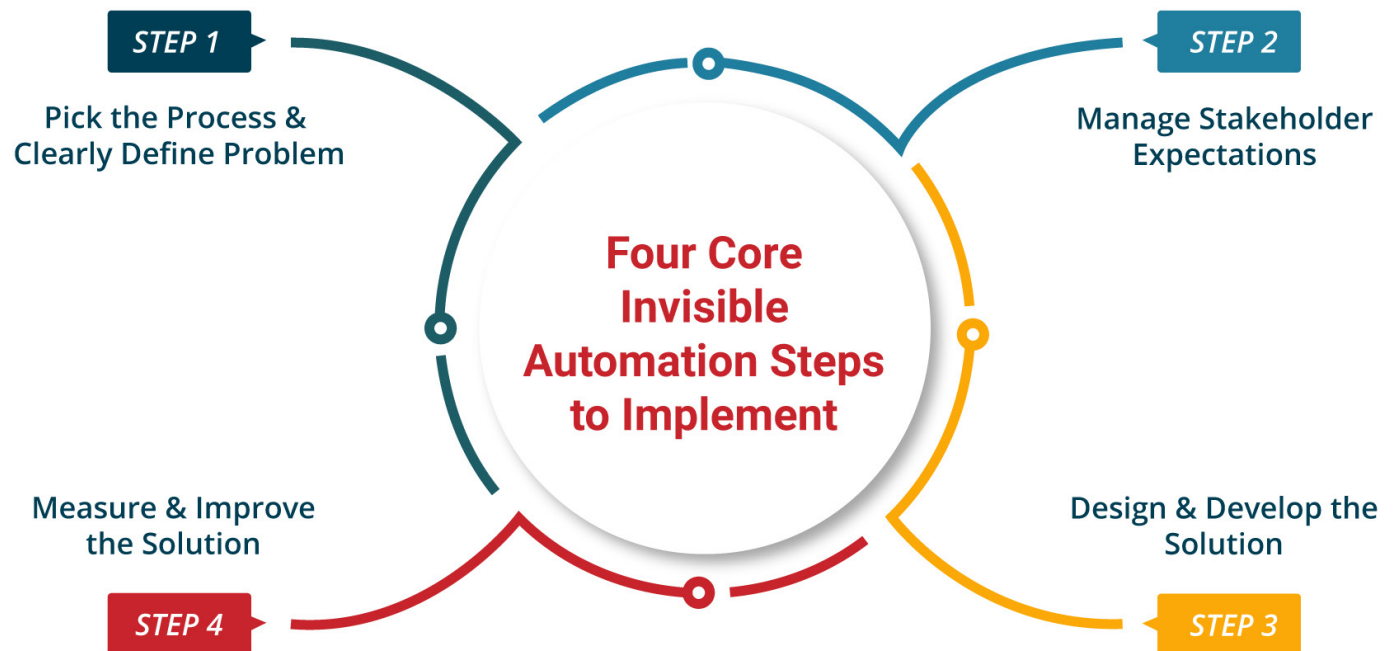 STEP 1
Pick the Process &
Clearly Define Problem
STEP 2
Manage Stakeholder
Expectations
Four Core
Invisible
Automation Steps
to Implement
Design & Develop the
Solution
STEP 3
Measure & Improve
the Solution
STEP 4